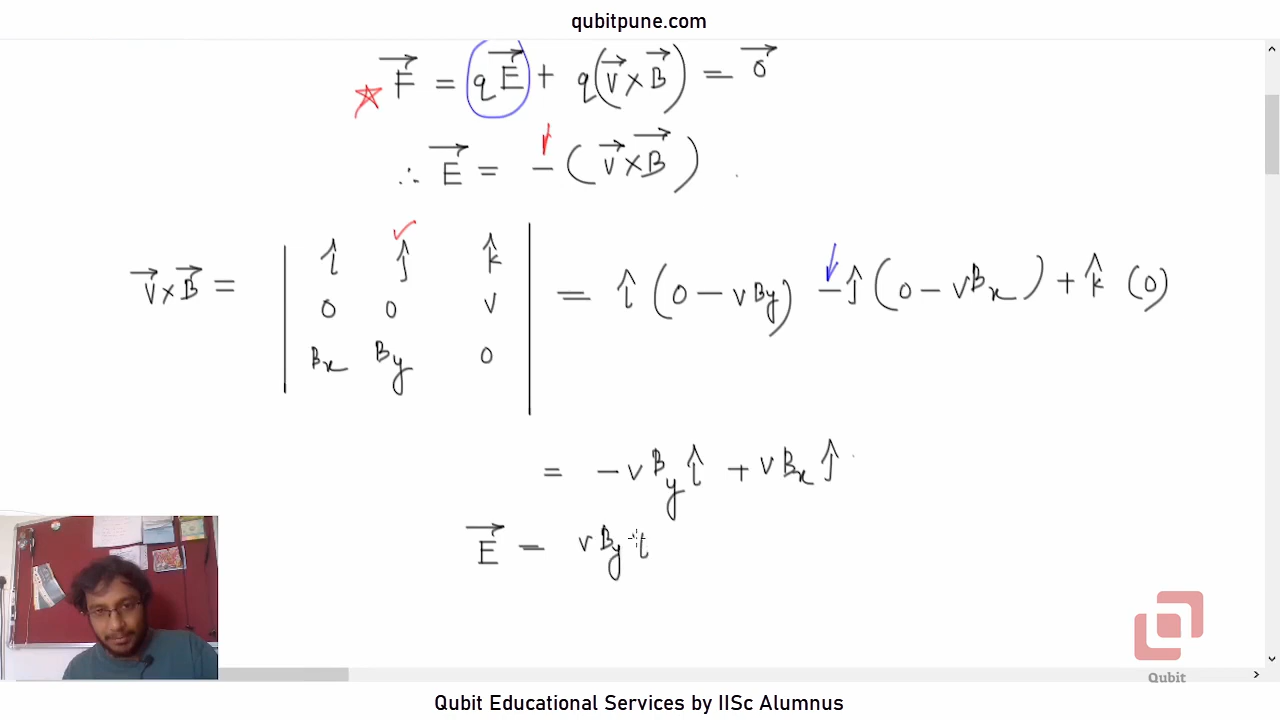 qubitpune.com
☆ F⃗ = qE⃗ + q(v⃗×B⃗) = 0⃗
∴ E⃗ = −(v⃗×B⃗)
v⃗×B⃗ = | î ĵ k̂ | = î(0 − vBy) − ĵ(0 − vBx) + k̂(0)
0 0 v
Bx By 0
= −vBy î + vBx ĵ
E⃗ = vBy î
Qubit
Qubit Educational Services by IISc Alumnus